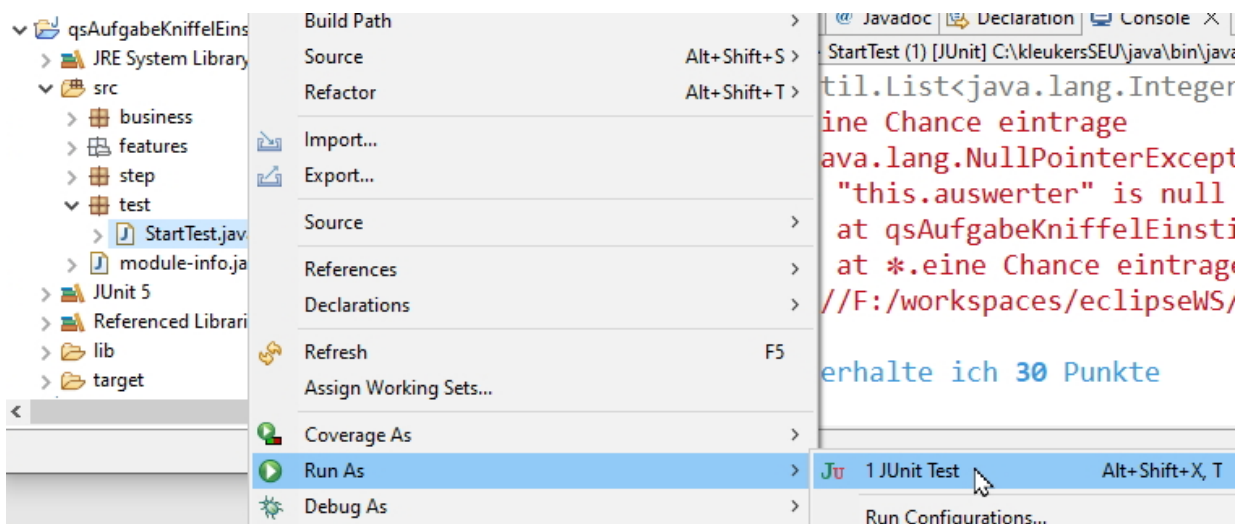 qsAufgabeKniffelEins
JRE System Library
src
business
features
step
test
StartTest.jav
module-info.ja
JUnit 5
Referenced Librari
lib
target
Build Path
Source Alt+Shift+S
Refactor Alt+Shift+T
Import...
Export...
Source
References
Declarations
Refresh F5
Assign Working Sets...
Coverage As
Run As
Debug As
@ Javadoc Declaration Console
StartTest (1) [JUnit] C:\kleukersSEU\java\bin\java
til.List<java.lang.Integer
ine Chance eintrage
ava.lang.NullPointerExcept
"this.auswerter" is null
at qsAufgabeKniffelEinsti
at *.eine Chance eintrage
//F:/workspaces/eclipseWS/
erhalte ich 30 Punkte
JU 1 JUnit Test Alt+Shift+X, T
Run Configurations...